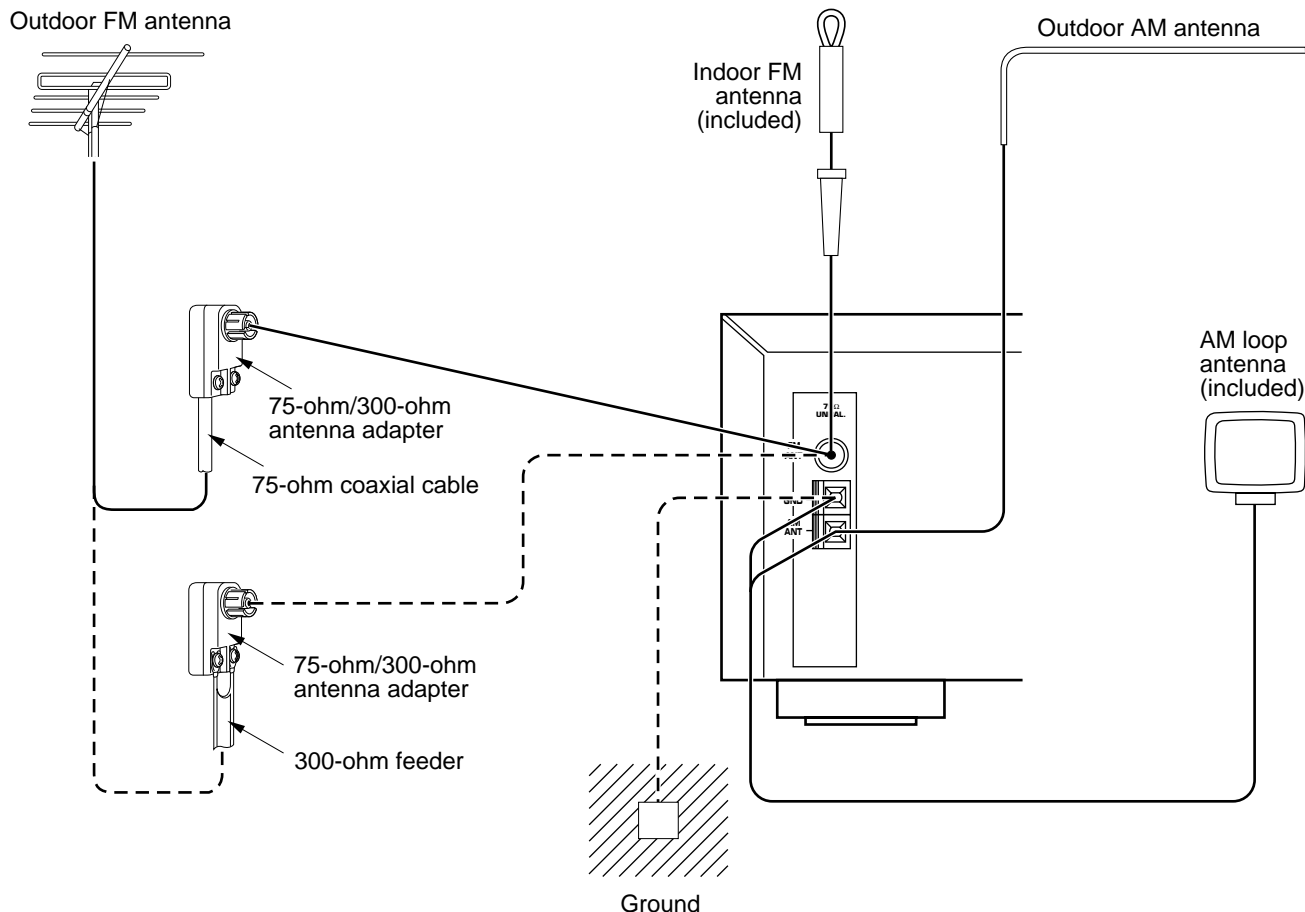 Outdoor FM antenna
Indoor FM
antenna
(included)
Outdoor AM antenna
AM loop
antenna
(included)
75-ohm/300-ohm
antenna adapter
75-ohm coaxial cable
UNBAL.
GND
ANT
75-ohm/300-ohm
antenna adapter
300-ohm feeder
Ground